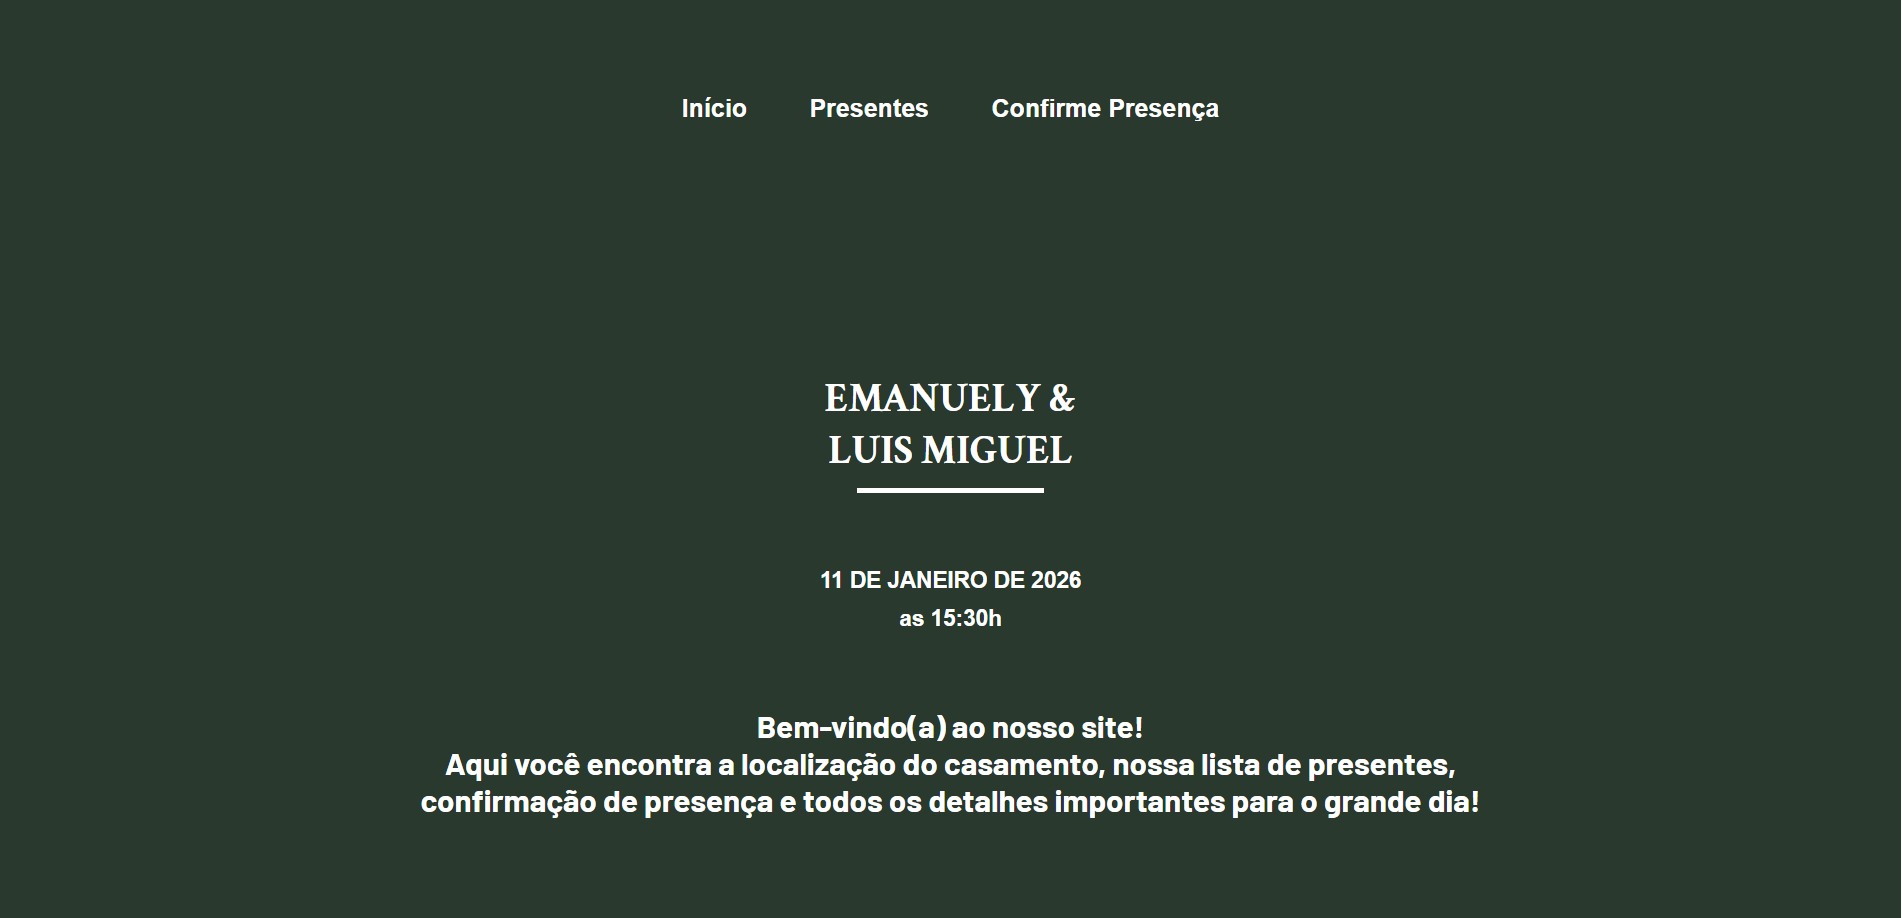 Início
Presentes
Confirme Presença
EMANUELY &
LUIS MIGUEL
11 DE JANEIRO DE 2026
as 15:30h
Bem-vindo(a) ao nosso site!
Aqui você encontra a localização do casamento, nossa lista de presentes,
confirmação de presença e todos os detalhes importantes para o grande dia!